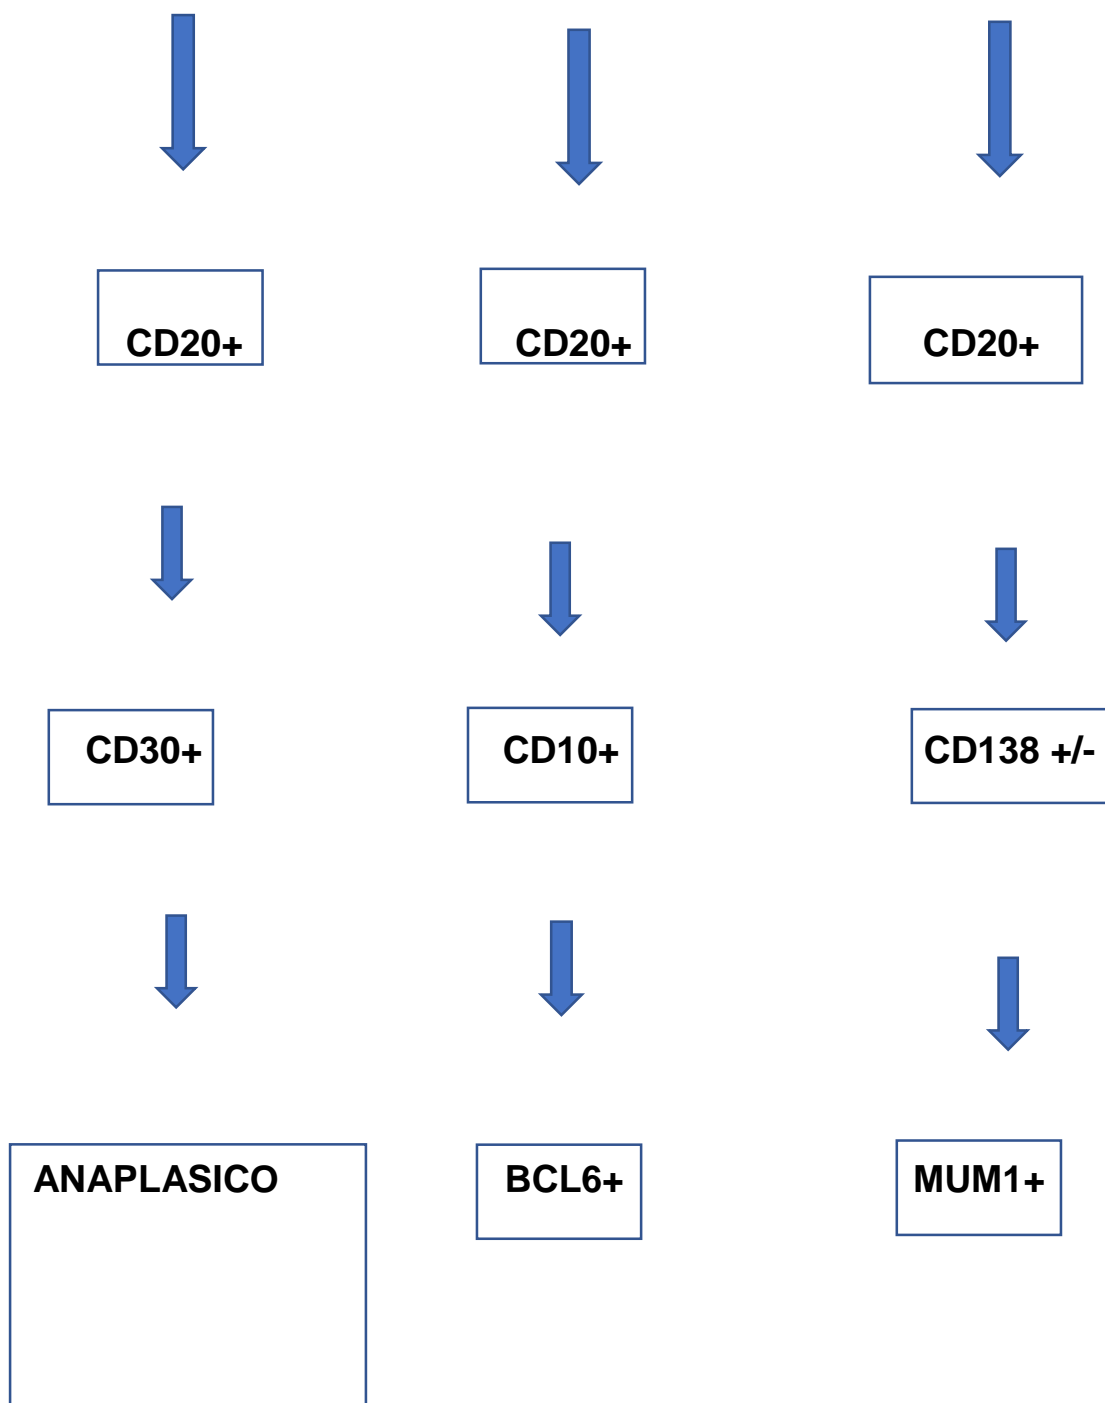 CD20+
CD20+
CD20+
CD30+
CD10+
CD138 +/-
ANAPLASICO
BCL6+
MUM1+